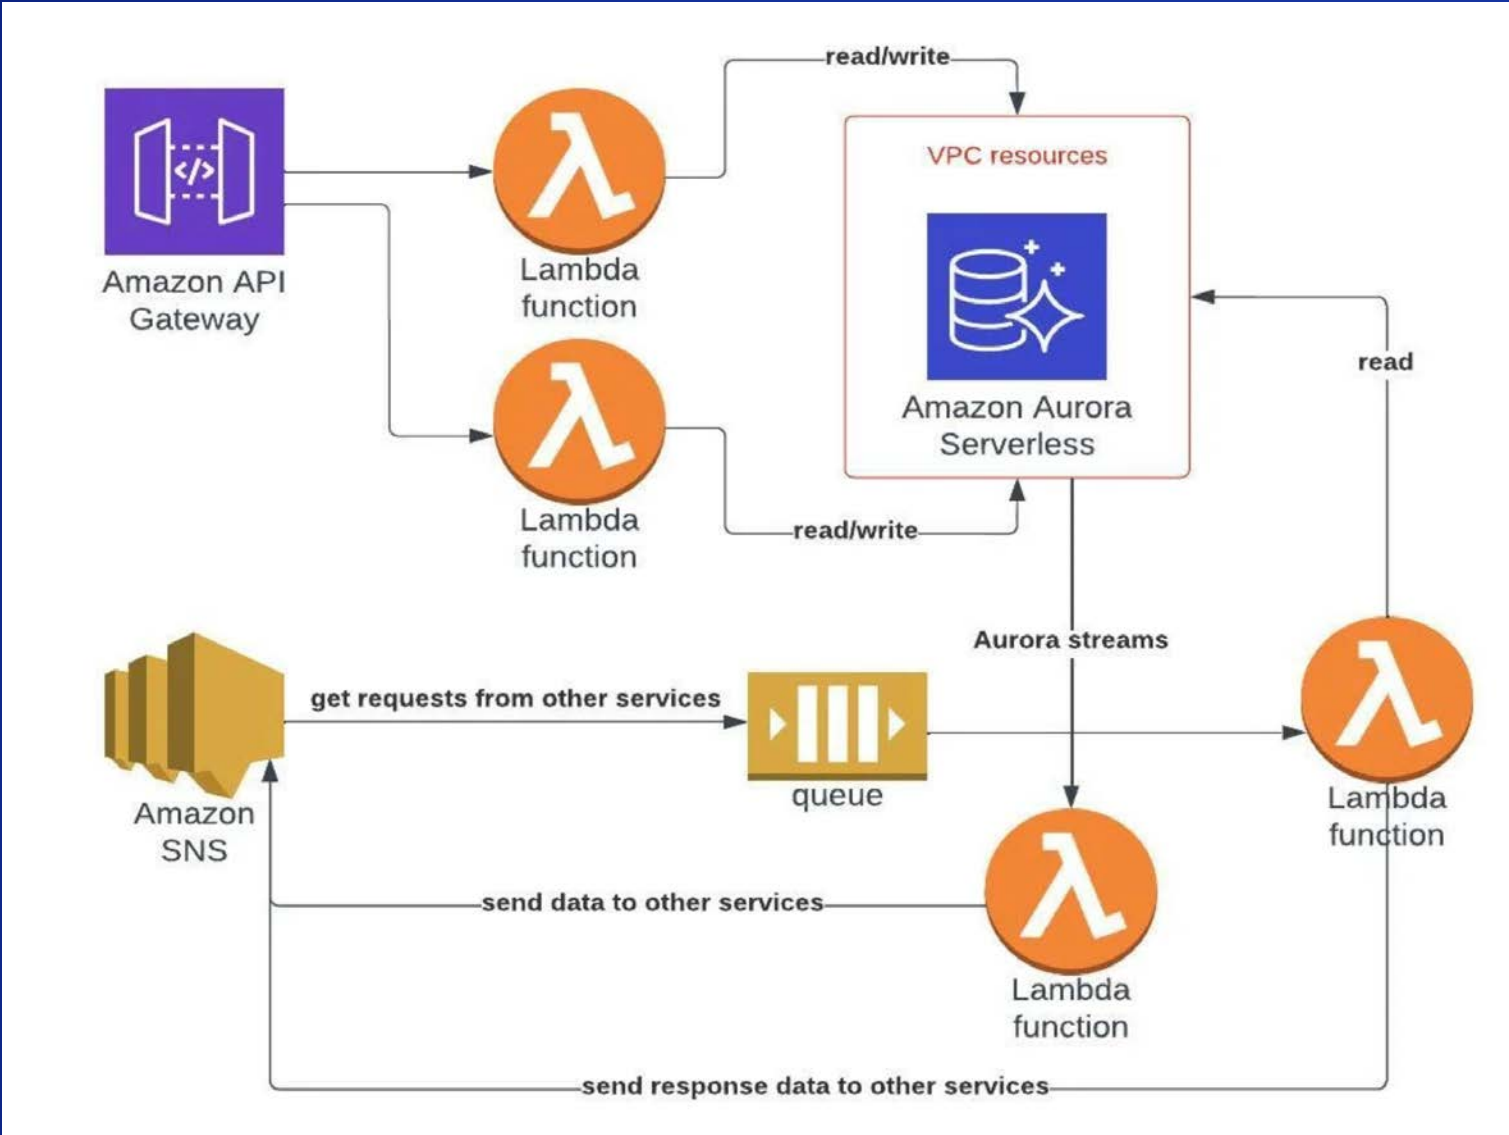 read/write
VPC resources
</>
Amazon API
Gateway
Lambda
function
read
Amazon Aurora
Serverless
Lambda
function
read/write
Aurora streams
get requests from other services
queue
Lambda
function
Amazon
SNS
send data to other services
Lambda
function
send response data to other services